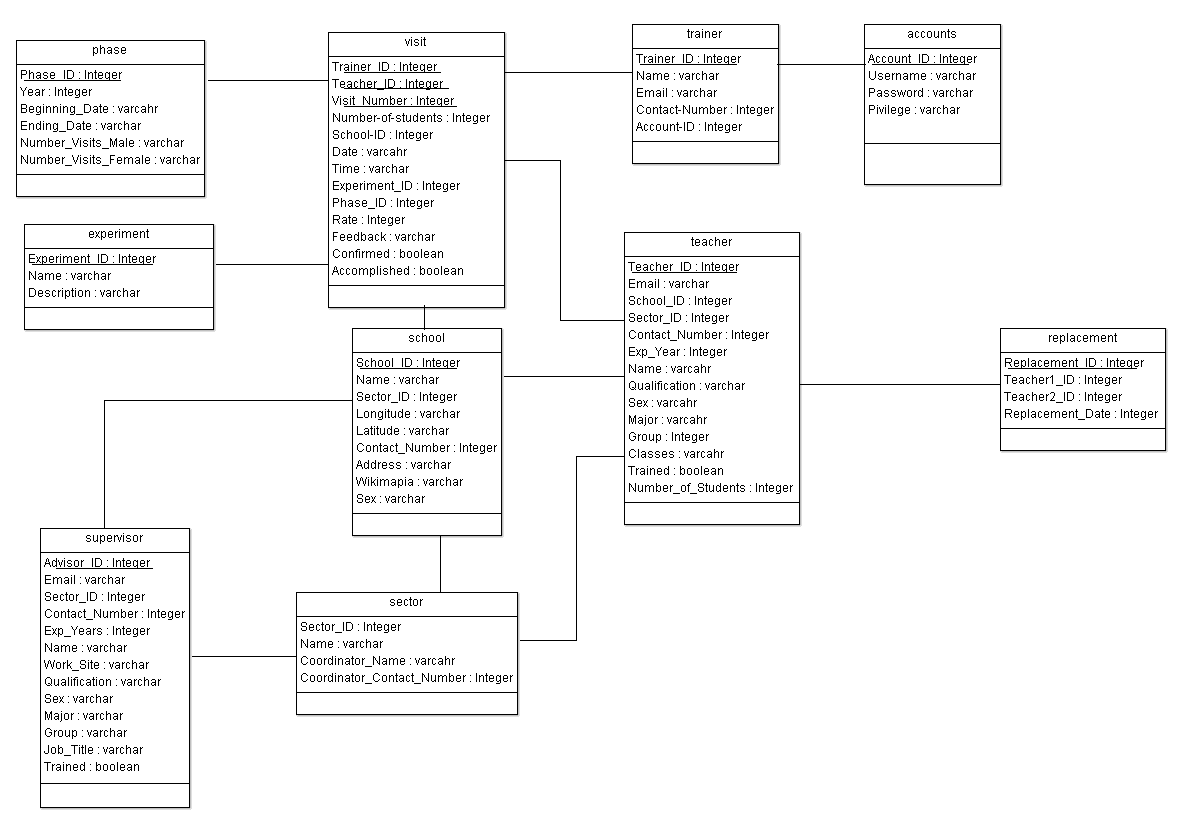 phase
Phase_ID : Integer
Year : Integer
Beginning_Date : varcahr
Ending_Date : varchar
Number_Visits_Male : varchar
Number_Visits_Female : varchar
visit
Trainer_ID : Integer
Teacher_ID : Integer
Visit_Number : Integer
Number-of-students : Integer
School-ID : Integer
Date : varcahr
Time : varchar
Experiment_ID : Integer
Phase_ID : Integer
Rate : Integer
Feedback : varchar
Confirmed : boolean
Accomplished : boolean
trainer
Trainer_ID : Integer
Name : varchar
Email : varchar
Contact-Number : Integer
Account-ID : Integer
accounts
Account_ID : Integer
Username : varchar
Password : varchar
Pivilege : varchar
experiment
Experiment_ID : Integer
Name : varchar
Description : varchar
teacher
Teacher_ID : Integer
Email : varchar
School_ID : Integer
Sector_ID : Integer
Contact_Number : Integer
Exp_Year : Integer
Name : varcahr
Qualification : varchar
Sex : varcahr
Major : varcahr
Group : Integer
Classes : varcahr
Trained : boolean
Number_of_Students : Integer
school
School_ID : Integer
Name : varchar
Sector_ID : Integer
Longitude : varchar
Latitude : varchar
Contact_Number : Integer
Address : varchar
Wikimapia : varchar
Sex : varchar
replacement
Replacement_ID : Integer
Teacher1_ID : Integer
Teacher2_ID : Integer
Replacement_Date : Integer
supervisor
Advisor_ID : Integer
Email : varchar
Sector_ID : Integer
Contact_Number : Integer
Exp_Years : Integer
Name : varchar
Work_Site : varchar
Qualification : varchar
Sex : varchar
Major : varchar
Group : varchar
Job_Title : varchar
Trained : boolean
sector
Sector_ID : Integer
Name : varchar
Coordinator_Name : varcahr
Coordinator_Contact_Number : Integer